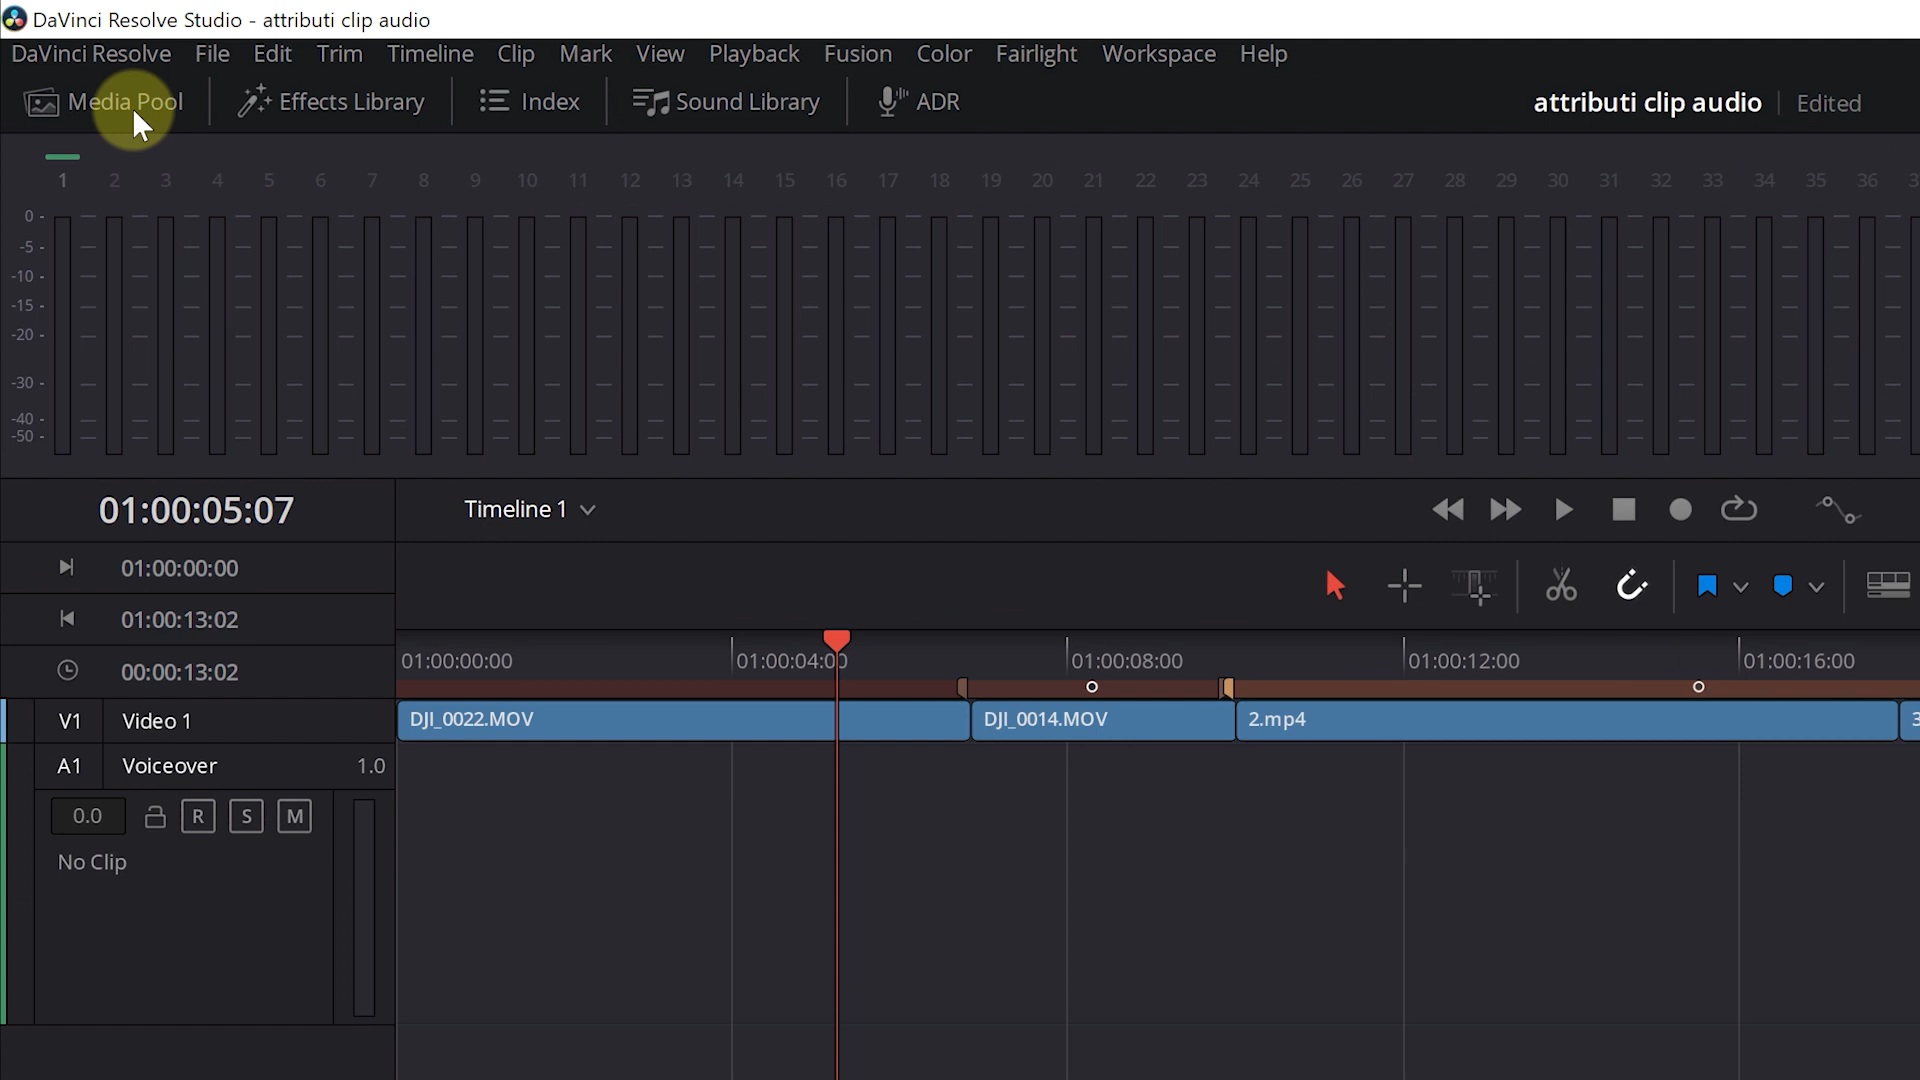 DaVinci Resolve Studio - attributi clip audio
DaVinci Resolve File Edit Trim Timeline Clip Mark View Playback Fusion Color Fairlight Workspace Help
Media Pool Effects Library Index Sound Library ADR attributi clip audio Edited
1 2 3 4 5 6 7 8 9 10 11 12 13 14 15 16 17 18 19 20 21 22 23 24 25 26 27 28 29 30 31 32 33 34 35 36
0
-5
-10
-15
-20
-30
-40
-50
01:00:05:07 Timeline 1
01:00:00:00
01:00:13:02
00:00:13:02
01:00:00:00 01:00:04:00 01:00:08:00 01:00:12:00 01:00:16:00
V1 Video 1 DJI_0022.MOV DJI_0014.MOV 2.mp4 3
A1 Voiceover 1.0
0.0 R S M
No Clip